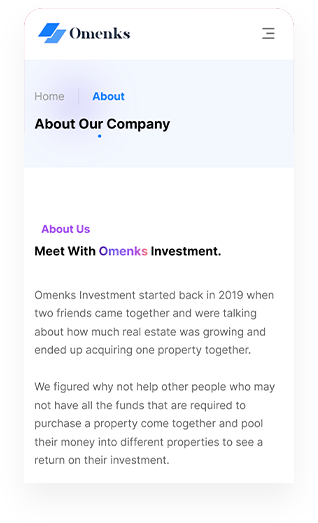 Omenks
Home About
About Our Company
About Us
Meet With Omenks Investment.
Omenks Investment started back in 2019 when
two friends came together and were talking
about how much real estate was growing and
ended up acquiring one property together.
We figured why not help other people who may
not have all the funds that are required to
purchase a property come together and pool
their money into different properties to see a
return on their investment.